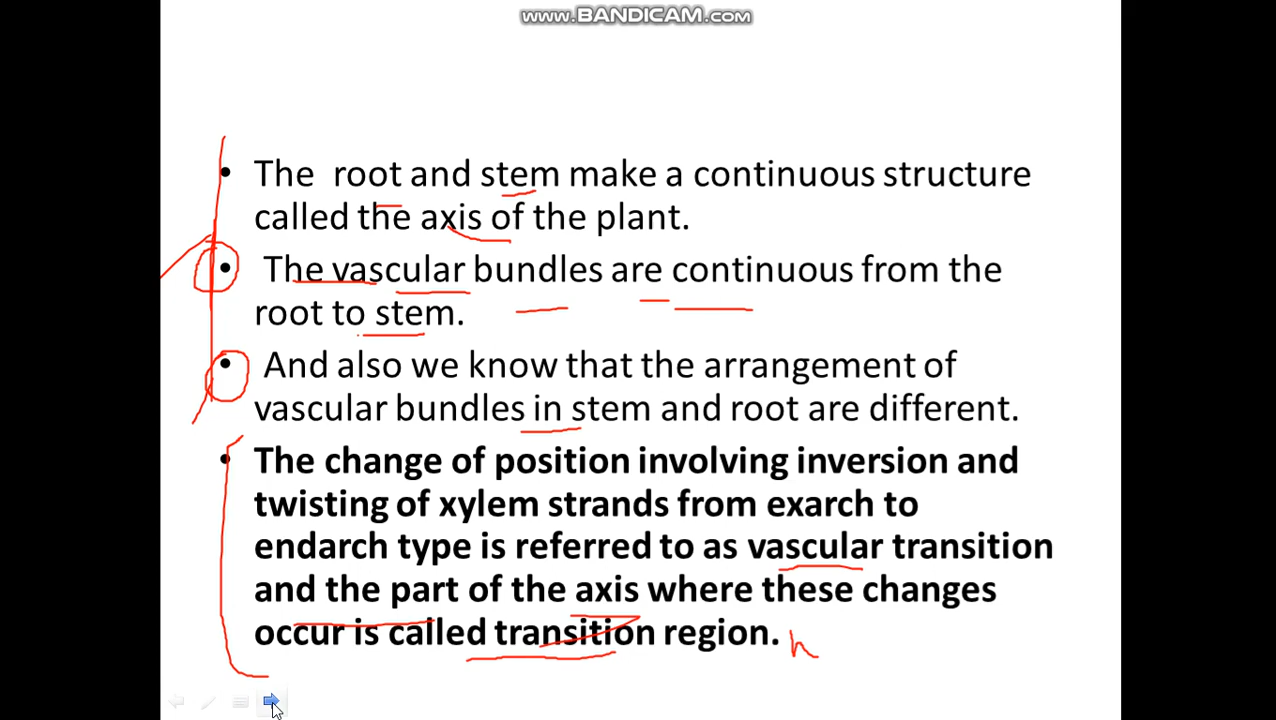 www.BANDICAM.com
• The root and stem make a continuous structure
called the axis of the plant.
• The vascular bundles are continuous from the
root to stem.
• And also we know that the arrangement of
vascular bundles in stem and root are different.
• The change of position involving inversion and
twisting of xylem strands from exarch to
endarch type is referred to as vascular transition
and the part of the axis where these changes
occur is called transition region.